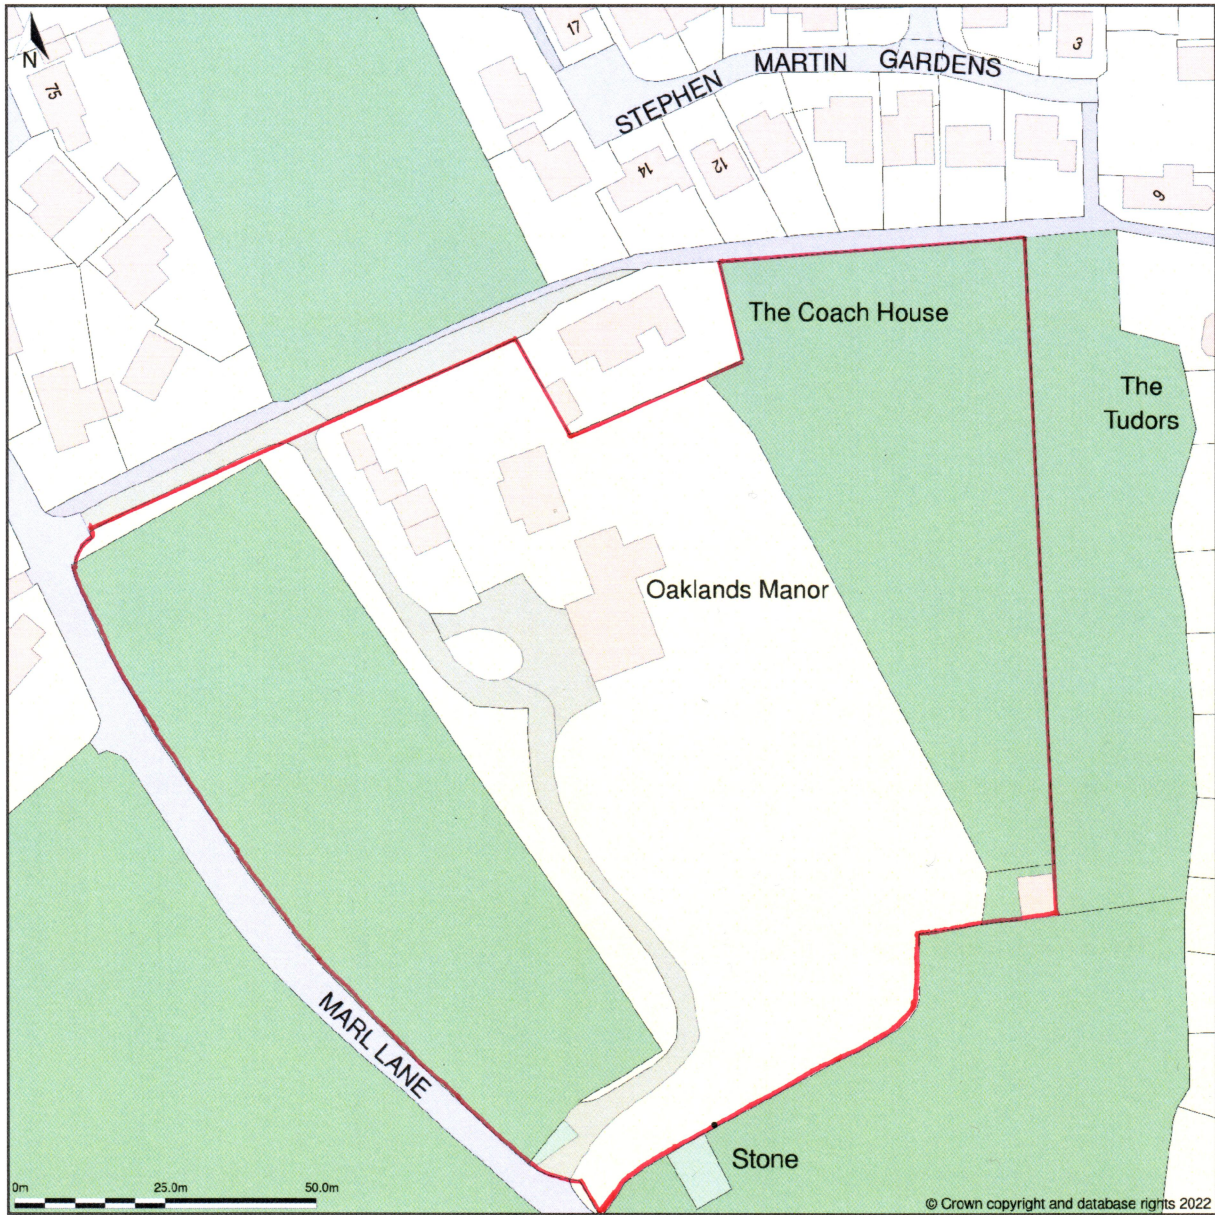 17
3
N
75
STEPHEN MARTIN GARDENS
14
12
9
The Coach House
The
Tudors
Oaklands Manor
MARL LANE
Stone
0m 25.0m 50.0m
© Crown copyright and database rights 2022